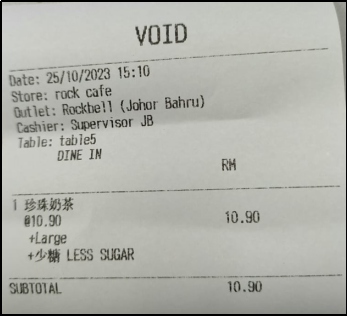 VOID
Date: 25/10/2023 15:10
Store: rock cafe
Outlet: Rockbell (Johor Bahru)
Cashier: Supervisor JB
Table: table5
DINE IN
RM
1 珍珠奶茶
@10.90 10.90
+Large
+少糖 LESS SUGAR
SUBTOTAL 10.90